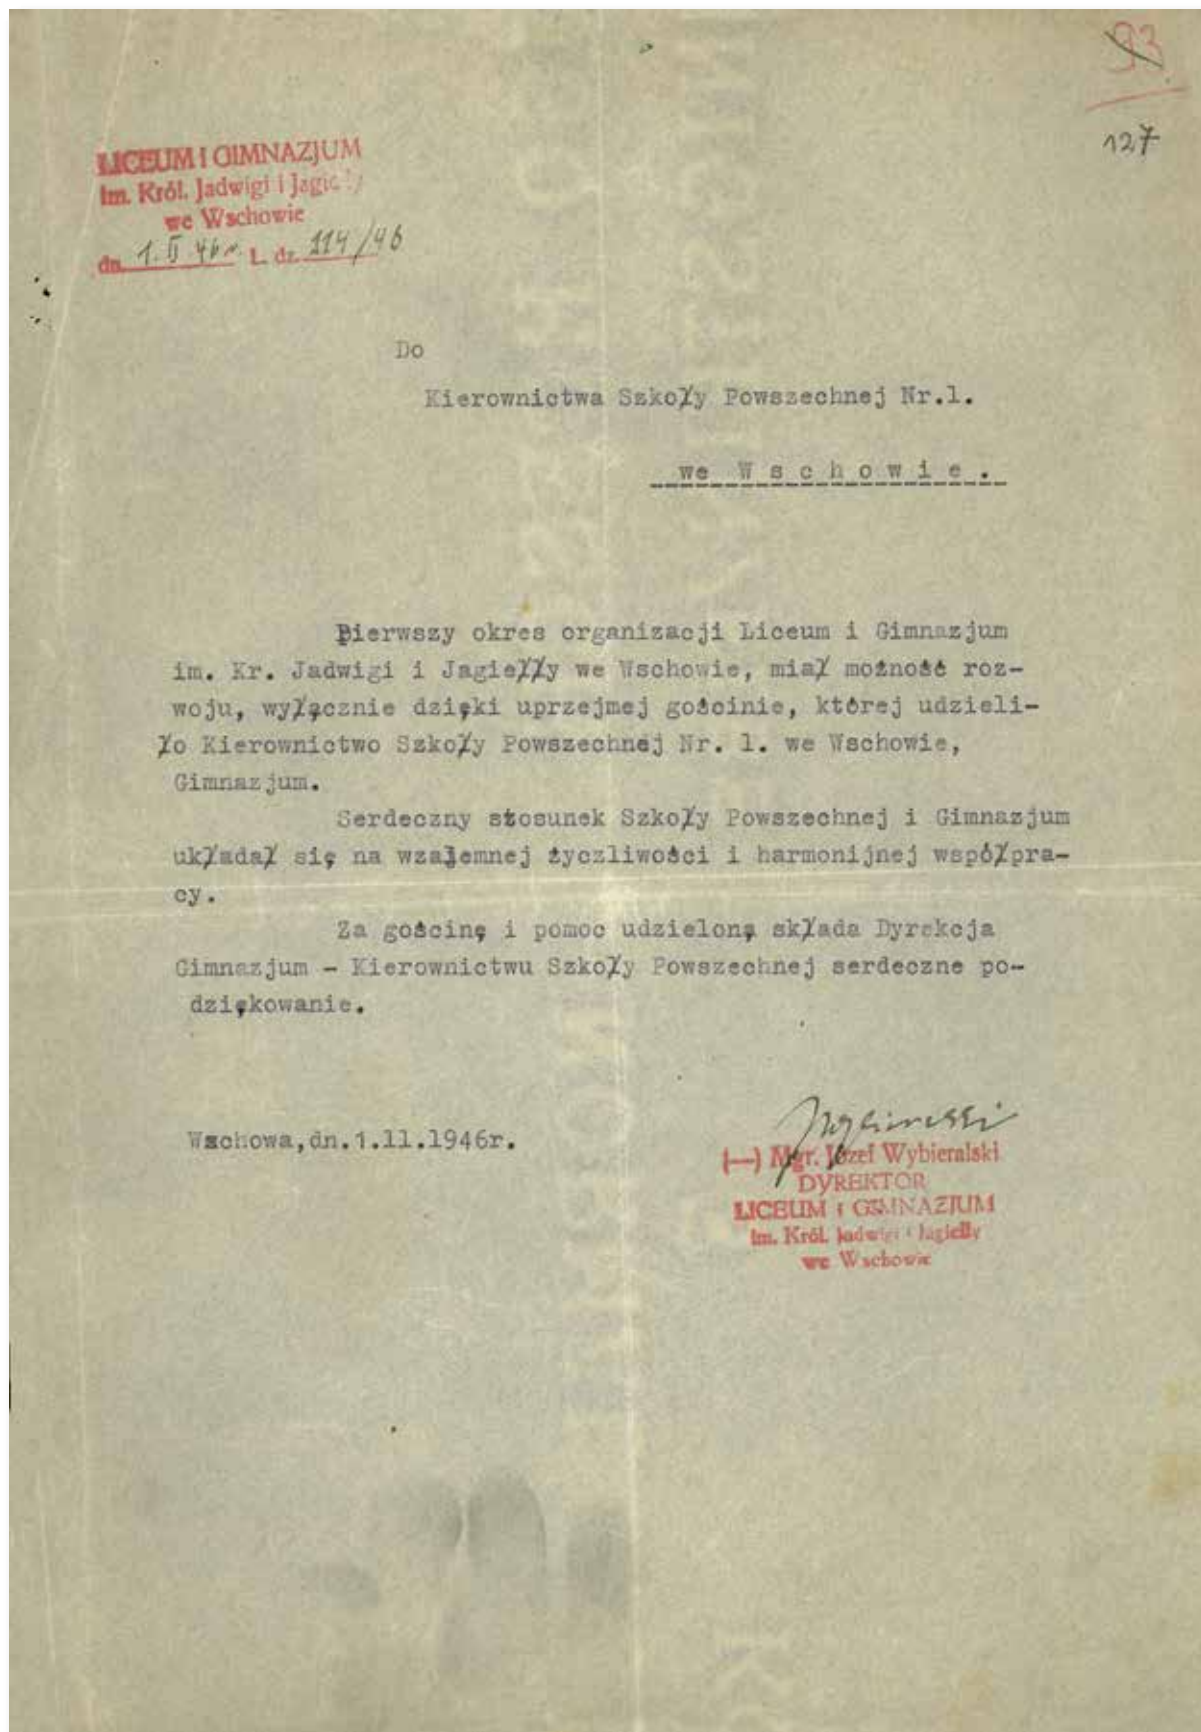 93
127
LICEUM I GIMNAZJUM
Im. Król. Jadwigi i Jagiełły
we Wschowie
dn. 1.II.46r. L. dz. 114/46
Do
Kierownictwa Szkoły Powszechnej Nr.1.
we Wschowie.
Pierwszy okres organizacji Liceum i Gimnazjum
im. Kr. Jadwigi i Jagiełły we Wschowie, miał możność roz-
woju, wyłącznie dzięki uprzejmej gościnie, której udzieli-
ło Kierownictwo Szkoły Powszechnej Nr. 1. we Wschowie,
Gimnazjum.
Serdeczny stosunek Szkoły Powszechnej i Gimnazjum
układał się na wzajemnej życzliwości i harmonijnej współpra-
cy.
Za gościnę i pomoc udzieloną składa Dyrekcja
Gimnazjum - Kierownictwu Szkoły Powszechnej serdeczne po-
dziękowanie.
Wschowa,dn.1.11.1946r.
(—) Mgr. Józef Wybieralski
DYREKTOR
LICEUM i GIMNAZJUM
im. Król. Jadwigi i Jagiełły
we Wschowie